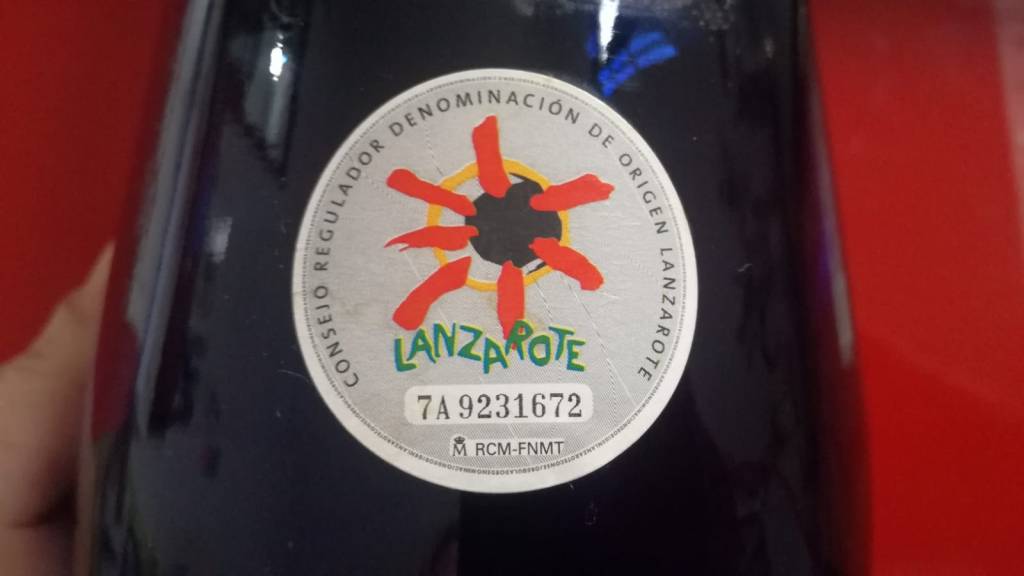 CONSEJO REGULADOR DENOMINACIÓN DE ORIGEN LANZAROTE
LANZAROTE
7A 9231672
M RCM-FNMT